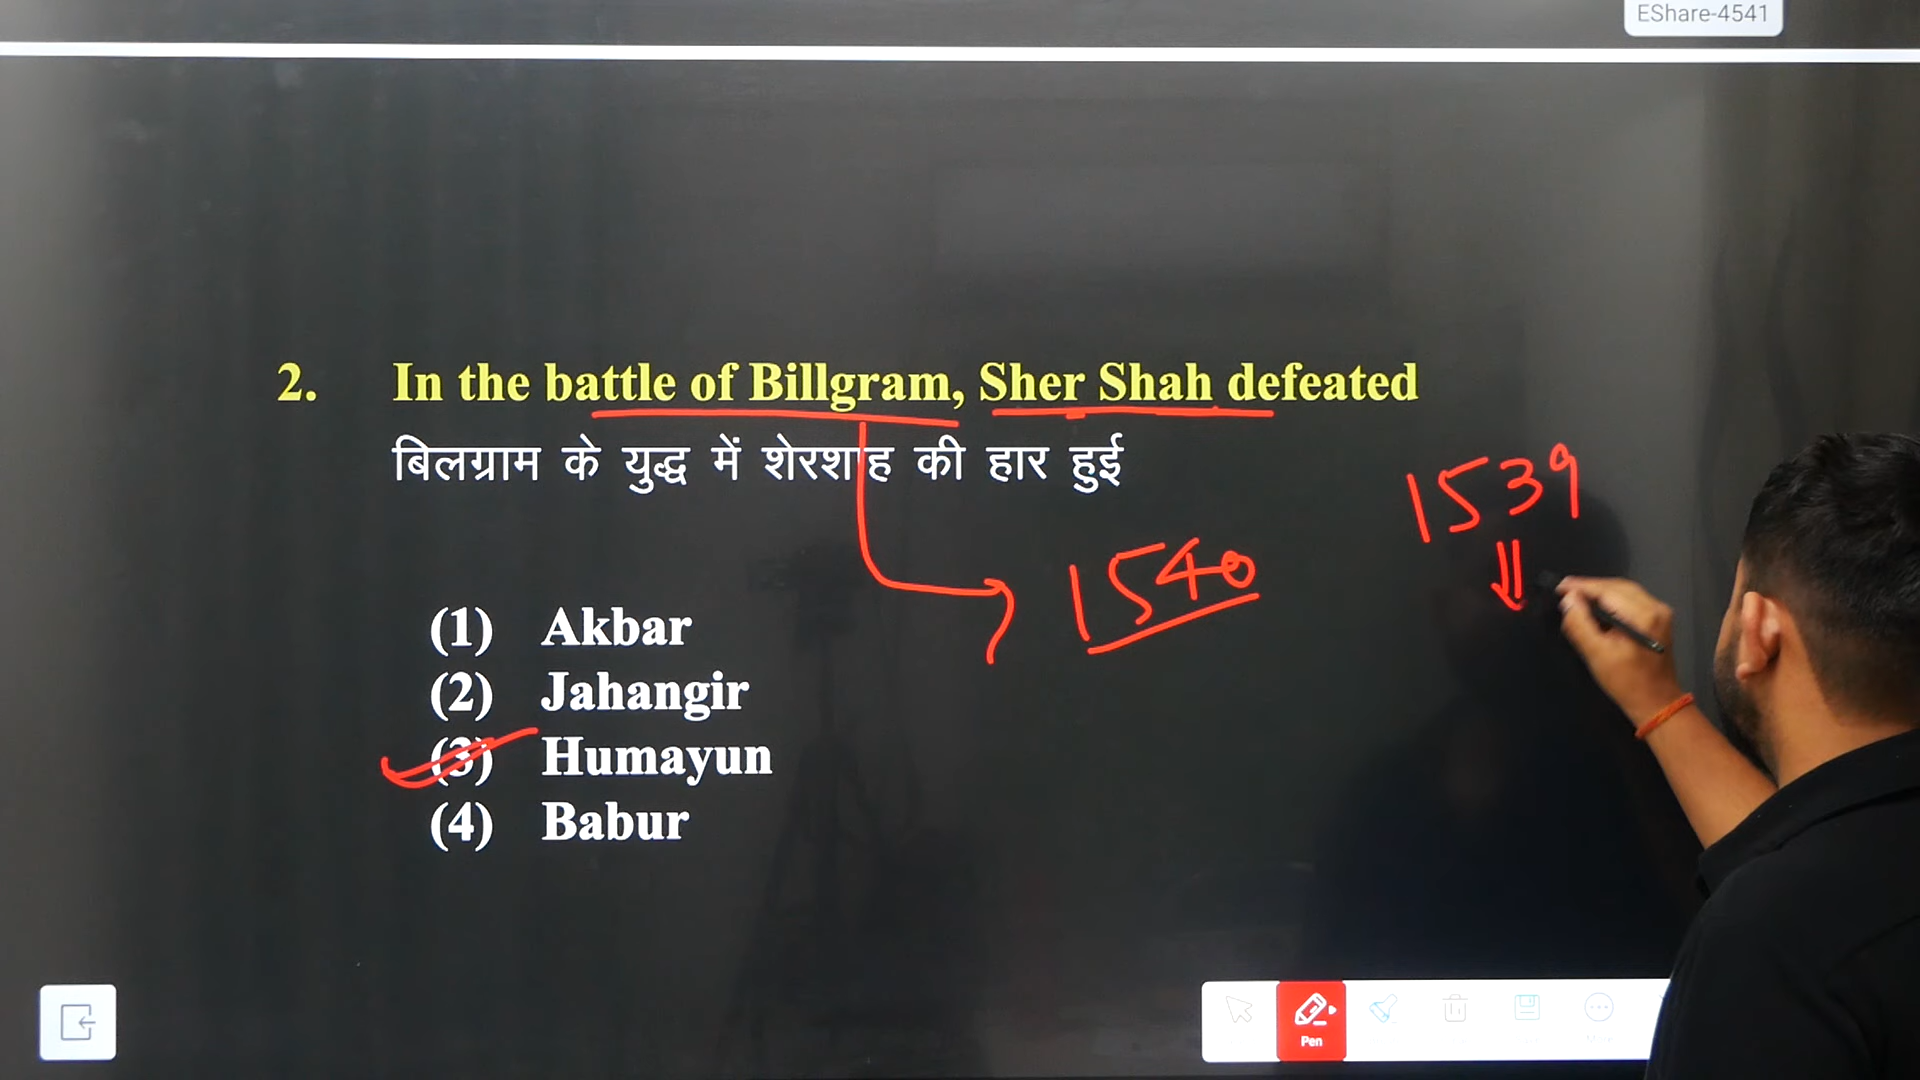 EShare-4541
2. In the battle of Billgram, Sher Shah defeated
बिलग्राम के युद्ध में शेरशाह की हार हुई
1539
1540
(1) Akbar
(2) Jahangir
(3) Humayun
(4) Babur
Pen